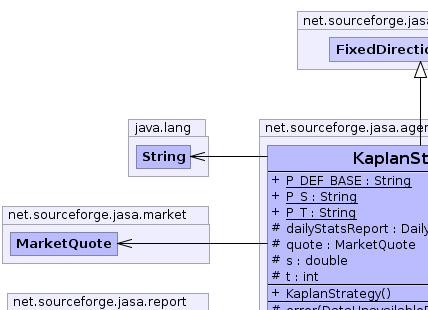 net.sourceforge.jasa
FixedDirectio
java.lang
String
net.sourceforge.jasa.agen
KaplanSt
+ P_DEF_BASE : String
+ P_S : String
+ P_T : String
# dailyStatsReport : Daily
# quote : MarketQuote
# s : double
# t : int
+ KaplanStrategy()
# error(DataUnavailableE
net.sourceforge.jasa.market
MarketQuote
net.sourceforge.jasa.report